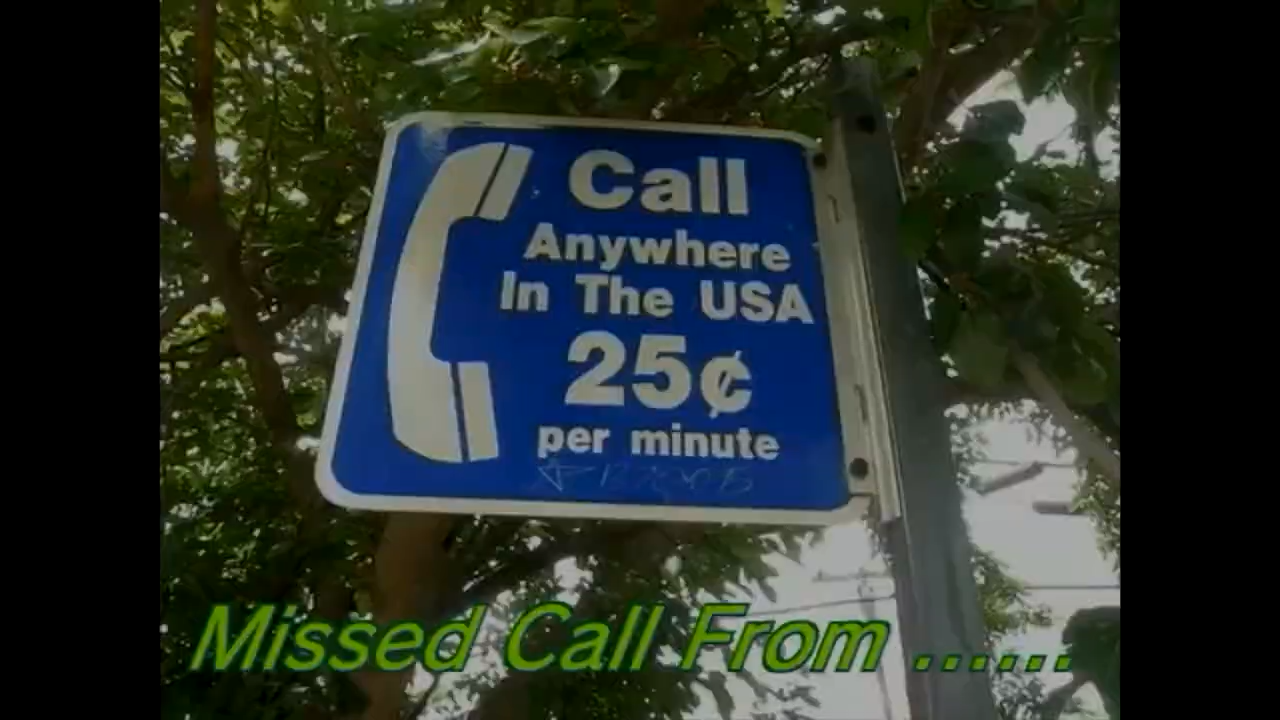 Call
Anywhere
In The USA
25¢
per minute
Missed Call From ......